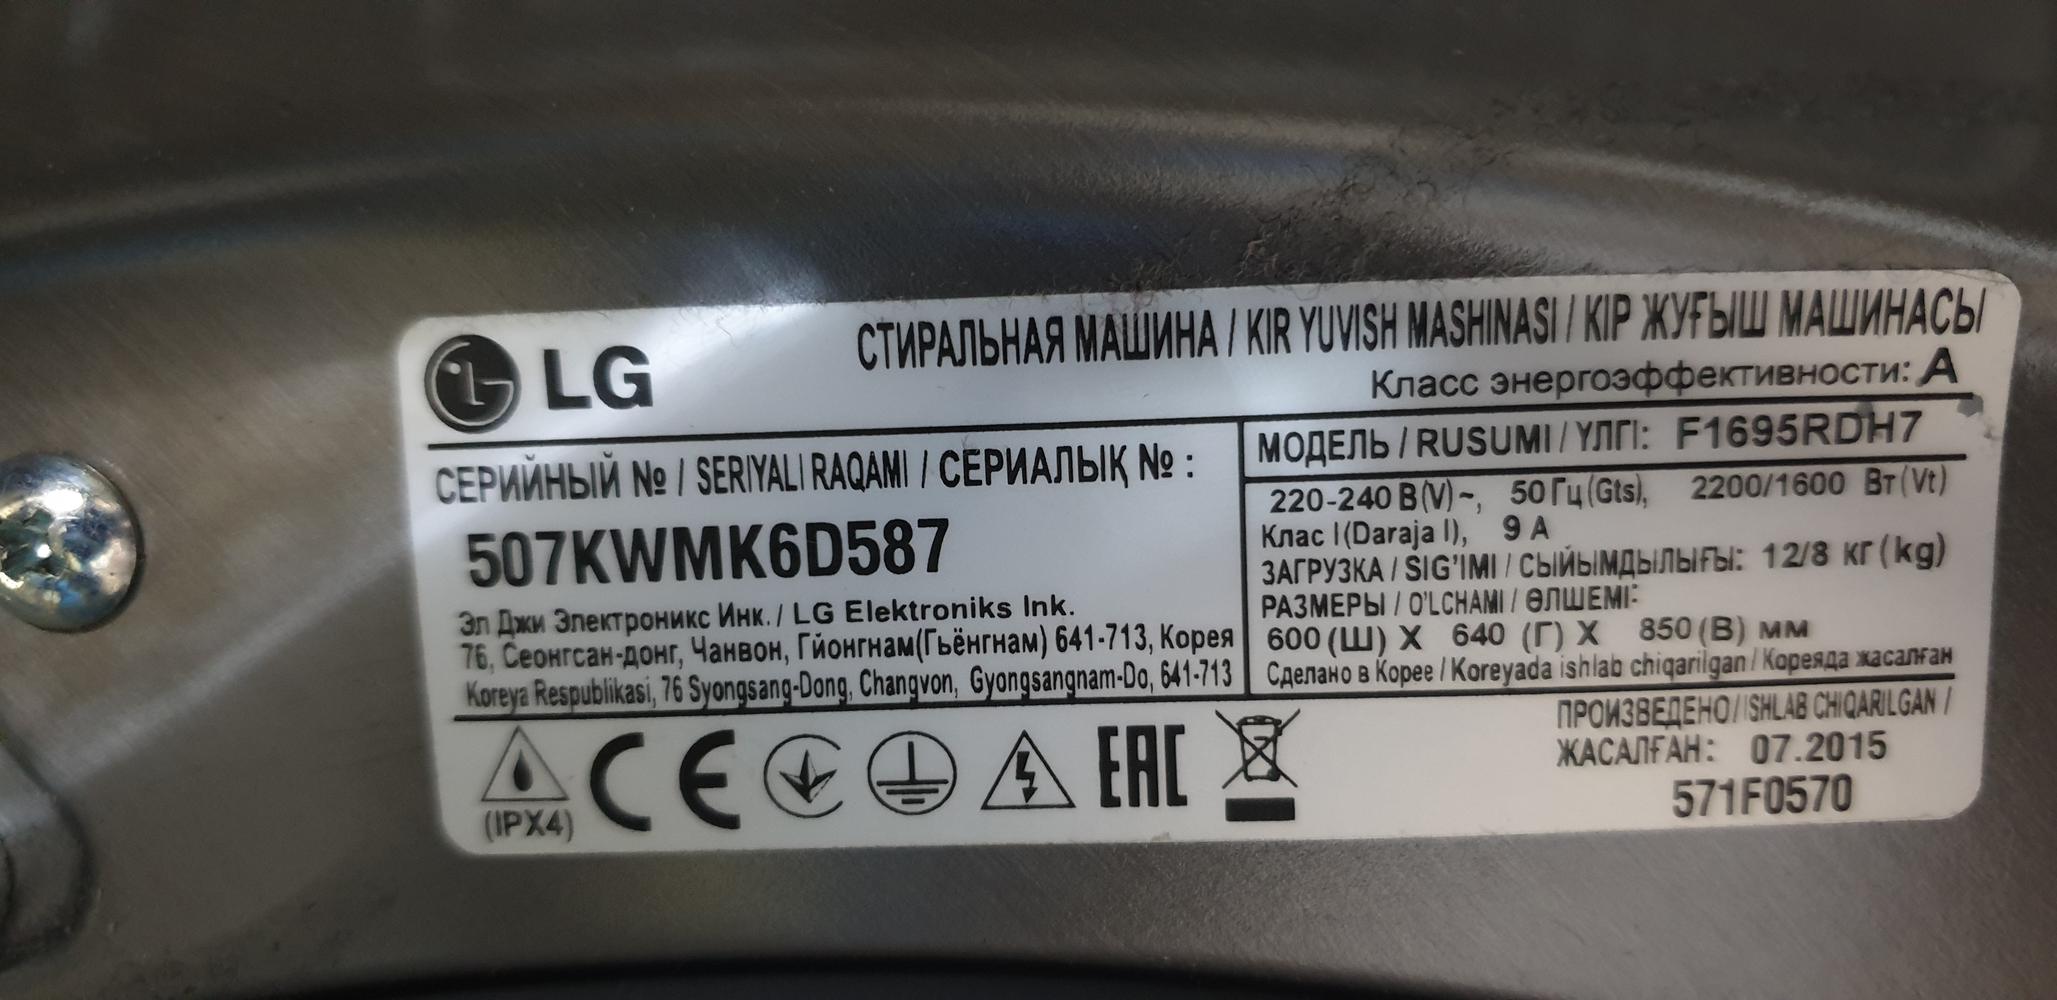 LG
СТИРАЛЬНАЯ МАШИНА / KIR YUVISH MASHINASI / КІР ЖУҒЫШ МАШИНАСЫ
Класс энергоэффективности: A
СЕРИЙНЫЙ № / SERIYALI RAQAMI / СЕРИАЛЫҚ № :
507KWMK6D587
Эл Джи Электроникс Инк. / LG Elektroniks Ink.
76, Сеонгсан-донг, Чанвон, Гйонгнам(Гьёнгнам) 641-713, Корея
Koreya Respublikasi, 76 Syongsang-Dong, Changvon, Gyongsangnam-Do, 641-713
МОДЕЛЬ / RUSUMI / ҮЛГІ: F1695RDH7
220-240 В(V)~, 50 Гц(Gts), 2200/1600 Вт(Vt)
Клас I (Daraja I), 9 A
ЗАГРУЗКА / SIG'IMI / СЫЙЫМДЫЛЫҒЫ: 12/8 кг (kg)
РАЗМЕРЫ / O'LCHAMI / ӨЛШЕМІ:
600 (Ш) X 640 (Г) X 850 (В) мм
Сделано в Корее / Koreyada ishlab chiqarilgan / Кореяда жасалған
(IPX4)
CE
EAC
ПРОИЗВЕДЕНО / ISHLAB CHIQARILGAN /
ЖАСАЛҒАН: 07.2015
571F0570